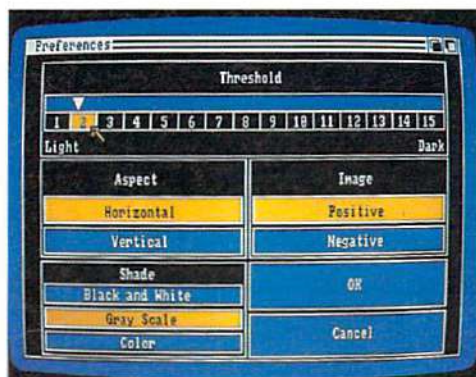 Preferences
Threshold
1 2 3 4 5 6 7 8 9 10 11 12 13 14 15
Light Dark
Aspect Image
Horizontal Positive
Vertical Negative
Shade
Black and White
OK
Gray Scale
Color
Cancel